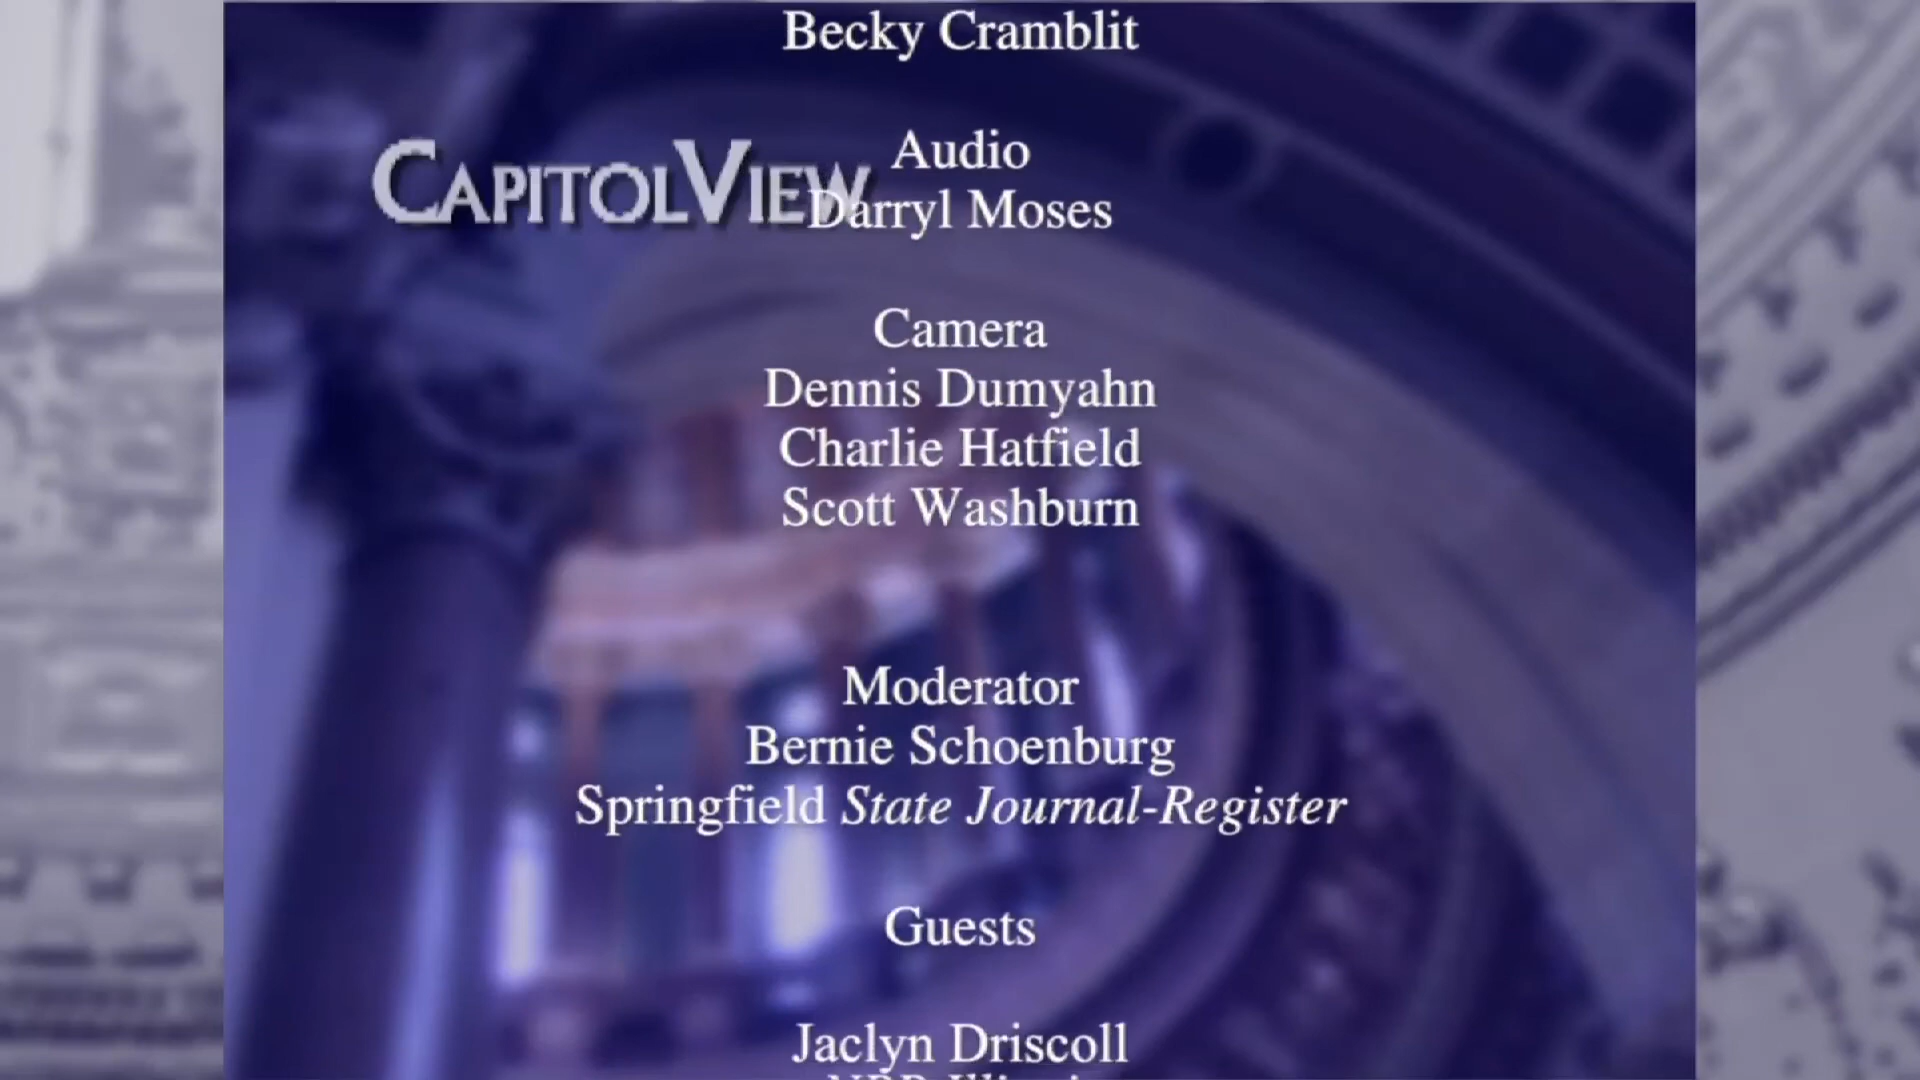 Becky Cramblit
Audio
CAPITOLVIEW
Darryl Moses
Camera
Dennis Dumyahn
Charlie Hatfield
Scott Washburn
Moderator
Bernie Schoenburg
Springfield State Journal-Register
Guests
Jaclyn Driscoll